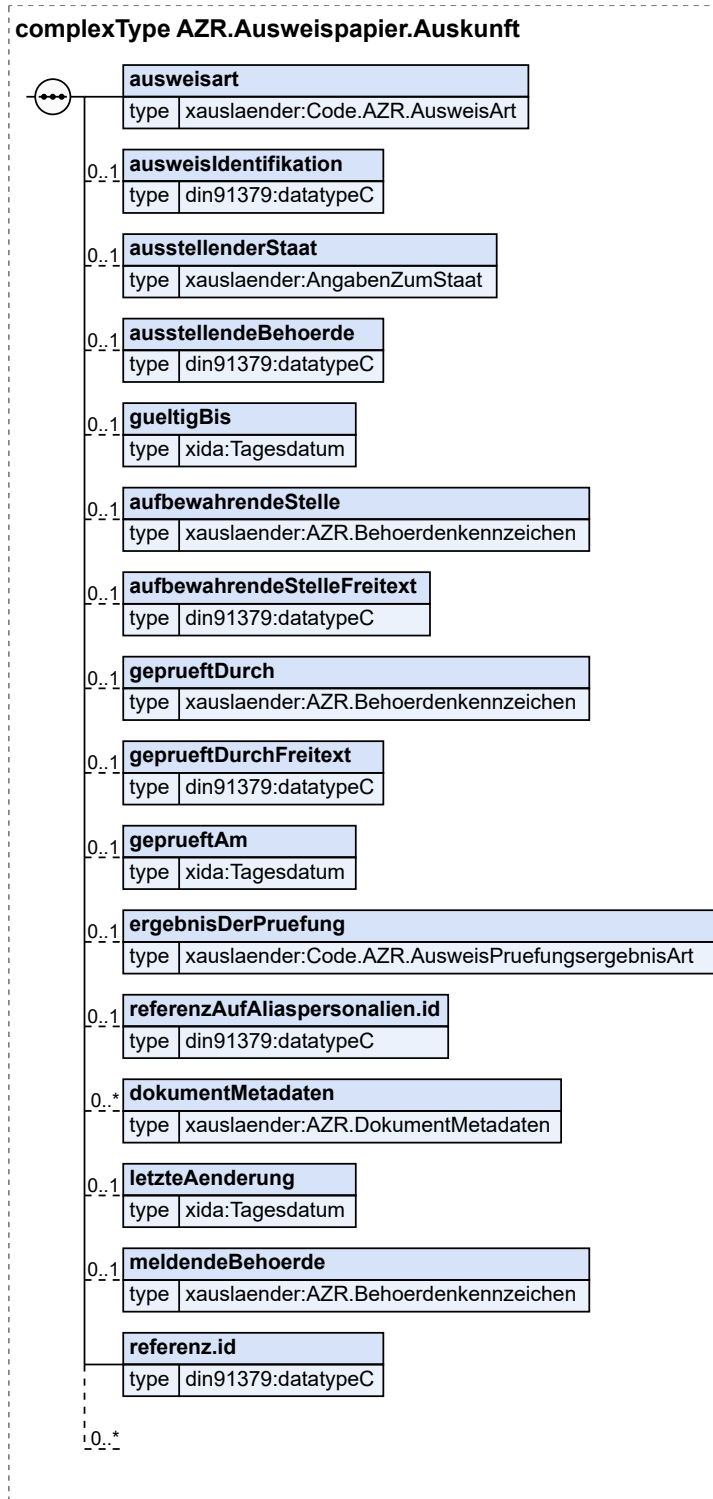 complexType AZR.Ausweispapier.Auskunft
ausweisart
type xauslaender:Code.AZR.AusweisArt
0..1 ausweisIdentifikation
type din91379:datatypeC
0..1 ausstellenderStaat
type xauslaender:AngabenZumStaat
0..1 ausstellendeBehoerde
type din91379:datatypeC
0..1 gueltigBis
type xida:Tagesdatum
0..1 aufbewahrendeStelle
type xauslaender:AZR.Behoerdenkennzeichen
0..1 aufbewahrendeStelleFreitext
type din91379:datatypeC
0..1 geprueftDurch
type xauslaender:AZR.Behoerdenkennzeichen
0..1 geprueftDurchFreitext
type din91379:datatypeC
0..1 geprueftAm
type xida:Tagesdatum
0..1 ergebnisDerPruefung
type xauslaender:Code.AZR.AusweisPruefungsergebnisArt
0..1 referenzAufAliaspersonalien.id
type din91379:datatypeC
0..* dokumentMetadaten
type xauslaender:AZR.DokumentMetadaten
0..1 letzteAenderung
type xida:Tagesdatum
0..1 meldendeBehoerde
type xauslaender:AZR.Behoerdenkennzeichen
referenz.id
type din91379:datatypeC
0..*